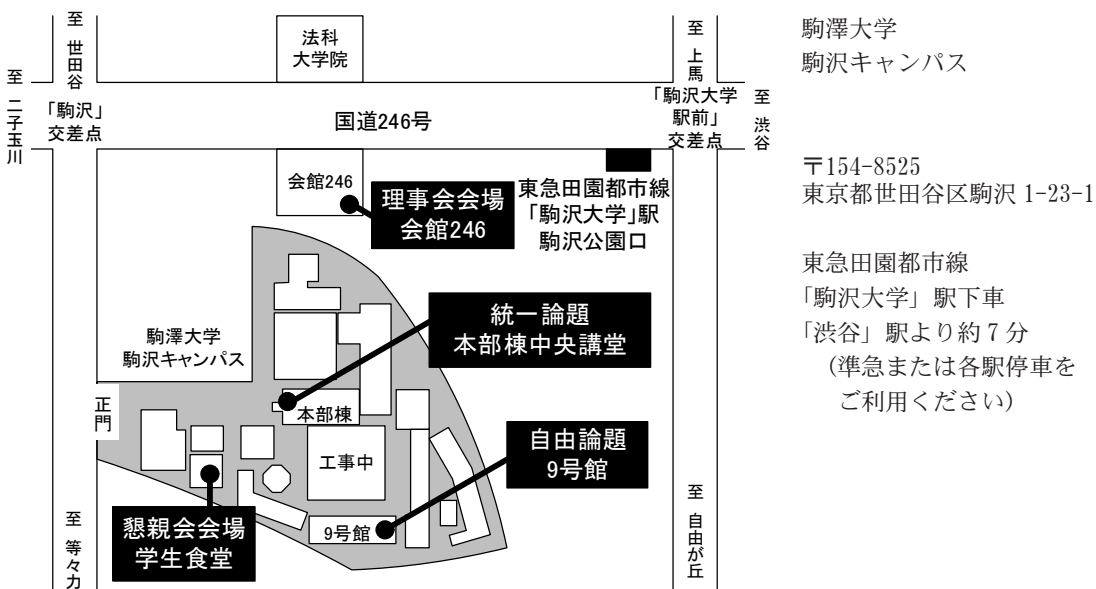 至 世田谷
法科
大学院
至 上馬
至 二子玉川
「駒沢」
交差点
国道246号
「駒沢大学
駅前」
交差点
至 渋谷
会館246
理事会会場
会館246
東急田園都市線
「駒沢大学」駅
駒沢公園口
統一論題
本部棟中央講堂
駒澤大学
駒沢キャンパス
正門
本部棟
工事中
自由論題
9号館
9号館
懇親会会場
学生食堂
至 等々力
至 自由が丘
駒澤大学
駒沢キャンパス
〒154-8525
東京都世田谷区駒沢 1-23-1
東急田園都市線
「駒沢大学」駅下車
「渋谷」駅より約 7 分
(準急または各駅停車を
ご利用ください)